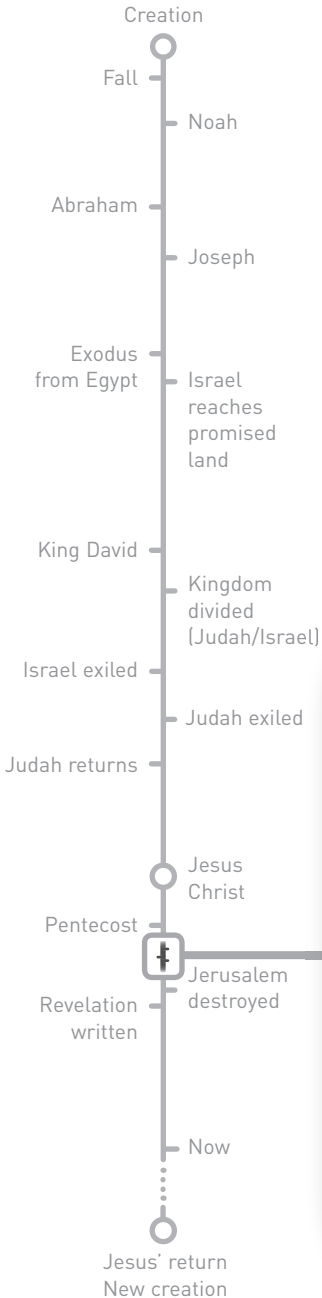 Creation
Fall
Noah
Abraham
Joseph
Exodus
from Egypt
Israel
reaches
promised
land
King David
Kingdom
divided
(Judah/Israel)
Israel exiled
Judah exiled
Judah returns
Jesus
Christ
Pentecost
Jerusalem
destroyed
Revelation
written
Now
Jesus' return
New creation